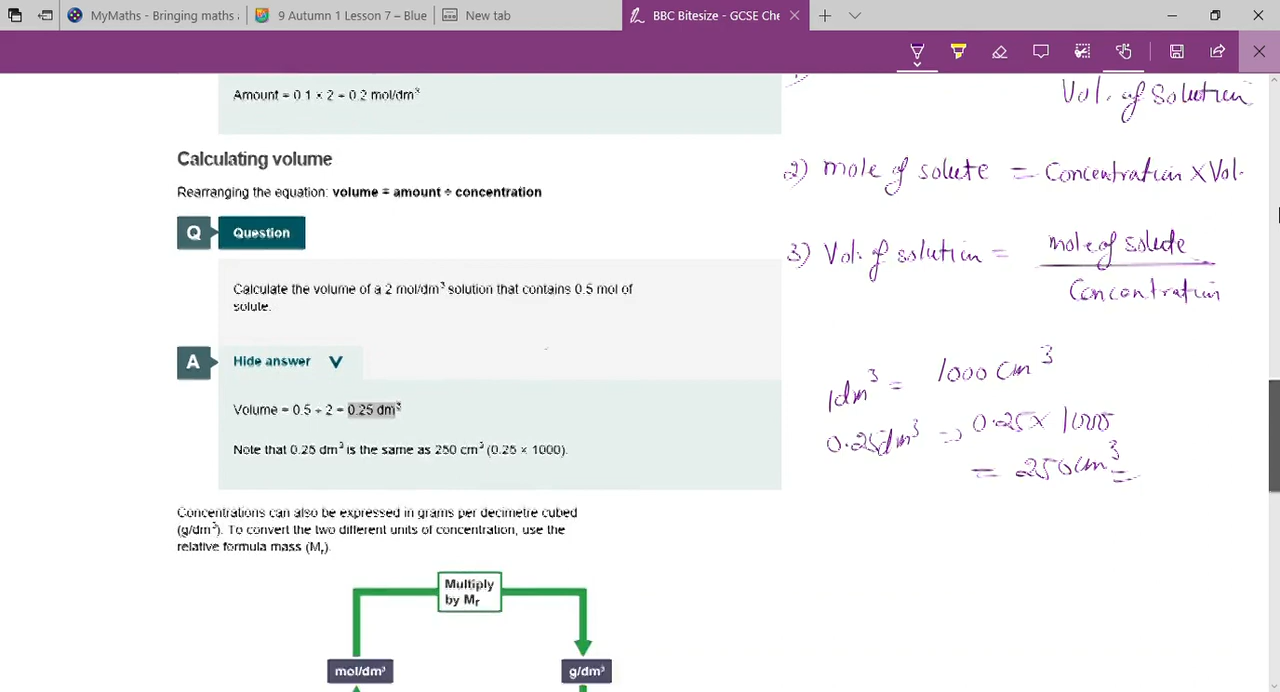 MyMaths - Bringing maths
9 Autumn 1 Lesson 7 – Blue
New tab
BBC Bitesize - GCSE Che
Amount = 0.1 × 2 = 0.2 mol/dm³
Calculating volume
Rearranging the equation: volume = amount ÷ concentration
Q Question
Calculate the volume of a 2 mol/dm³ solution that contains 0.5 mol of
solute.
A Hide answer
Volume = 0.5 ÷ 2 = 0.25 dm³
Note that 0.25 dm³ is the same as 250 cm³ (0.25 × 1000).
Concentrations can also be expressed in grams per decimetre cubed
(g/dm³). To convert the two different units of concentration, use the
relative formula mass (Mr).
Multiply
by Mr
mol/dm³
g/dm³
Vol. of Solution
2) mole of solute = Concentration × Vol.
3) Vol. of solution = mole of solute
Concentration
1dm³ = 1000 cm³
0.25dm³ => 0.25 × 1000
= 250cm³ =